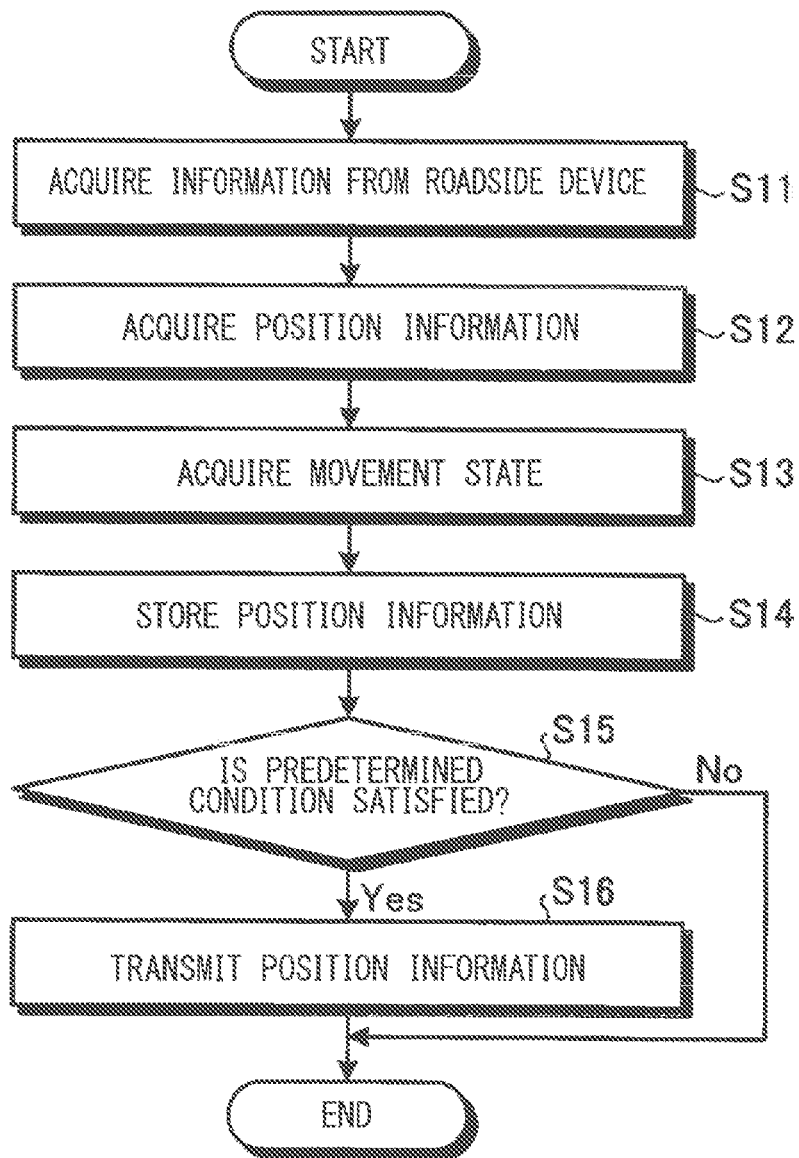 START
ACQUIRE INFORMATION FROM ROADSIDE DEVICE
S11
ACQUIRE POSITION INFORMATION
S12
ACQUIRE MOVEMENT STATE
S13
STORE POSITION INFORMATION
S14
S15
IS PREDETERMINED
CONDITION SATISFIED?
No
Yes
S16
TRANSMIT POSITION INFORMATION
END